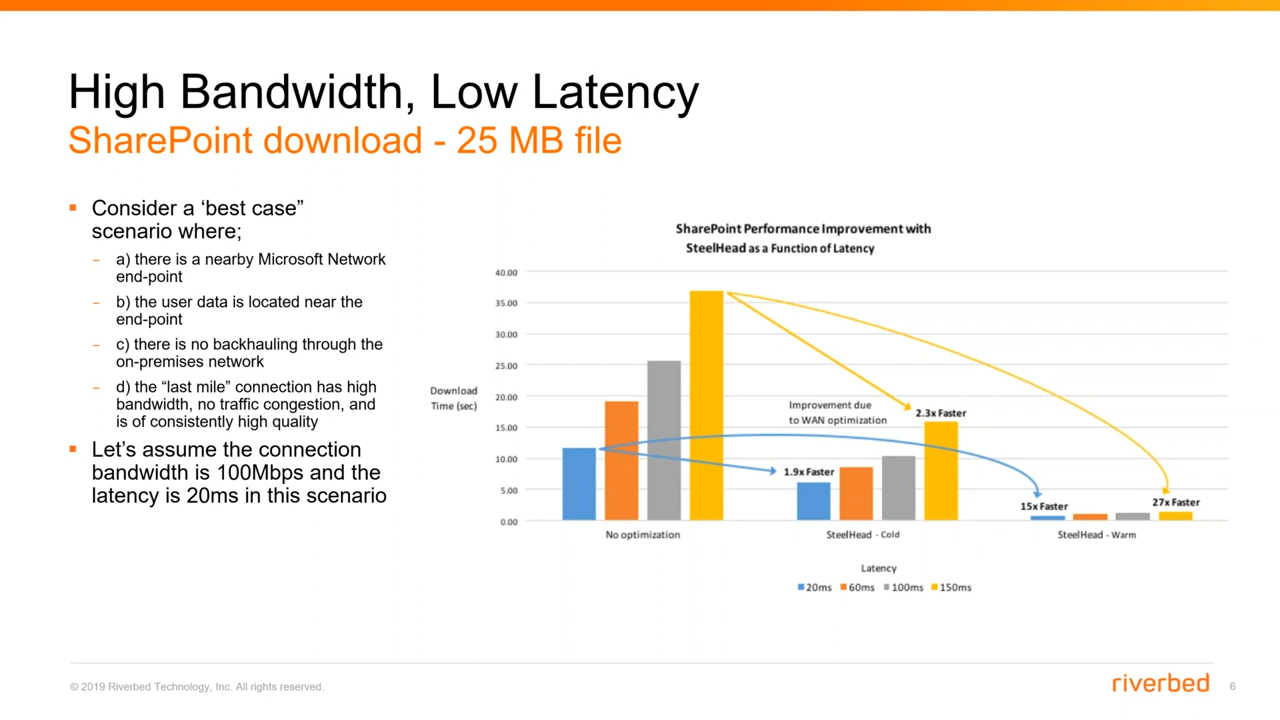 High Bandwidth, Low Latency
SharePoint download - 25 MB file
▪ Consider a ‘best case”
scenario where;
– a) there is a nearby Microsoft Network
end-point
– b) the user data is located near the
end-point
– c) there is no backhauling through the
on-premises network
– d) the “last mile” connection has high
bandwidth, no traffic congestion, and
is of consistently high quality
▪ Let’s assume the connection
bandwidth is 100Mbps and the
latency is 20ms in this scenario
SharePoint Performance Improvement with
SteelHead as a Function of Latency
Download
Time (sec)
40.00
35.00
30.00
25.00
20.00
15.00
10.00
5.00
0.00
Improvement due
to WAN optimization
1.9x Faster
2.3x Faster
15x Faster
27x Faster
No optimization
SteelHead - Cold
SteelHead - Warm
Latency
20ms 60ms 100ms 150ms
© 2019 Riverbed Technology, Inc. All rights reserved.
riverbed
6